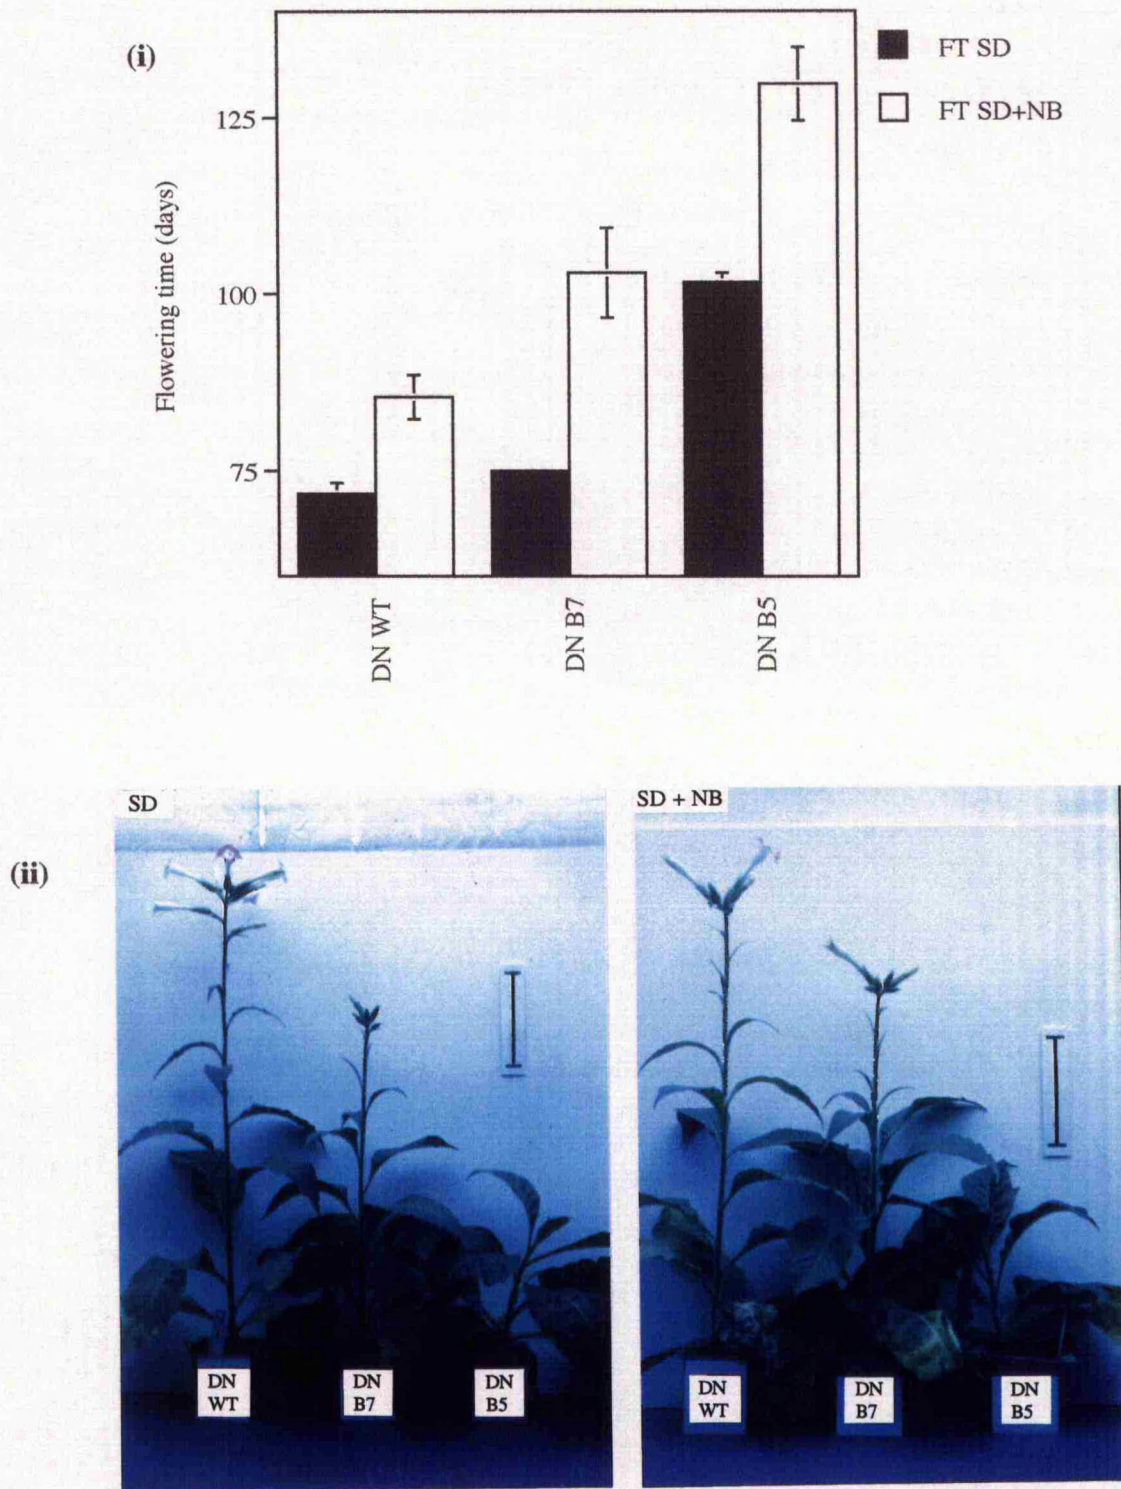 (i)
FT SD
FT SD+NB
Flowering time (days)
125
100
75
DN WT
DN B7
DN B5
(ii)
SD
SD + NB
DN
WT
DN
B7
DN
B5
DN
WT
DN
B7
DN
B5